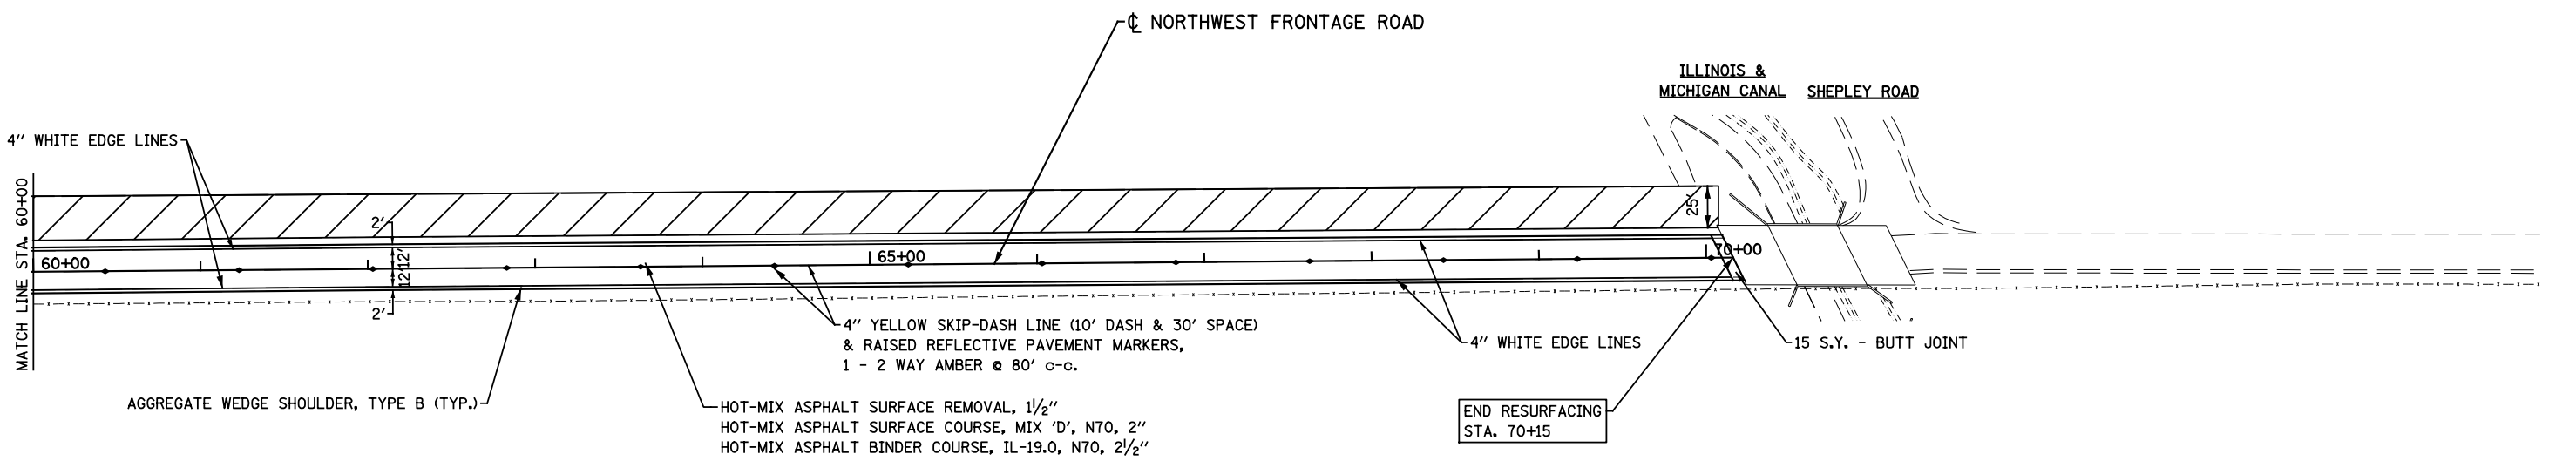 ℄ NORTHWEST FRONTAGE ROAD
ILLINOIS &
MICHIGAN CANAL
SHEPLEY ROAD
4" WHITE EDGE LINES
MATCH LINE STA. 60+00
2'
12'
12'
2'
60+00
65+00
70+00
25'
4" YELLOW SKIP-DASH LINE (10' DASH & 30' SPACE)
& RAISED REFLECTIVE PAVEMENT MARKERS,
1 - 2 WAY AMBER @ 80' c-c.
4" WHITE EDGE LINES
15 S.Y. - BUTT JOINT
AGGREGATE WEDGE SHOULDER, TYPE B (TYP.)
HOT-MIX ASPHALT SURFACE REMOVAL, 1½"
HOT-MIX ASPHALT SURFACE COURSE, MIX 'D', N70, 2"
HOT-MIX ASPHALT BINDER COURSE, IL-19.0, N70, 2½"
END RESURFACING
STA. 70+15